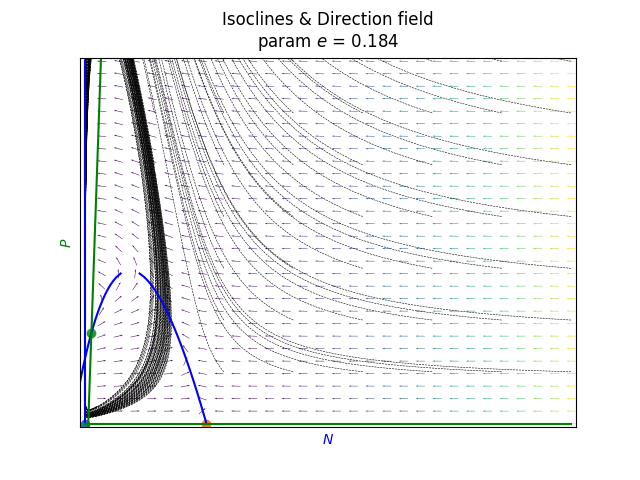 Isoclines & Direction field
param e = 0.184
P
N